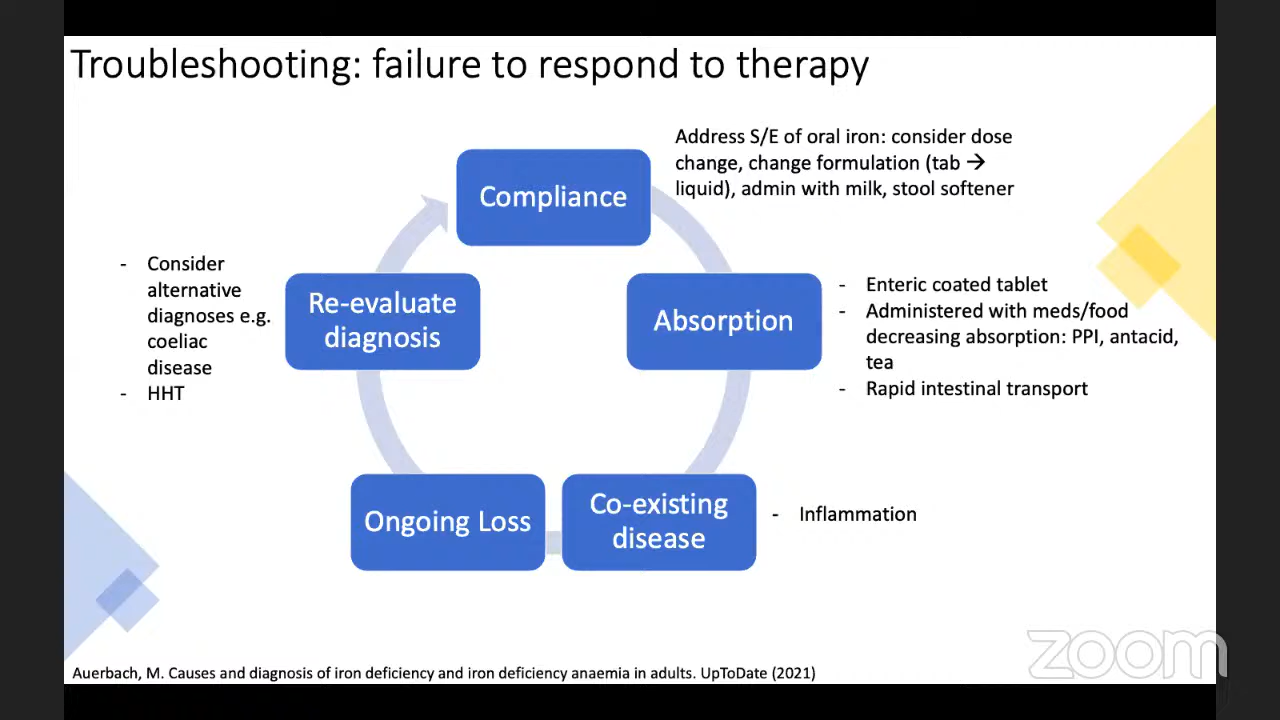 Troubleshooting: failure to respond to therapy
Compliance
Address S/E of oral iron: consider dose
change, change formulation (tab →
liquid), admin with milk, stool softener
Absorption
- Enteric coated tablet
- Administered with meds/food
decreasing absorption: PPI, antacid,
tea
- Rapid intestinal transport
Co-existing
disease
- Inflammation
Ongoing Loss
Re-evaluate
diagnosis
- Consider
alternative
diagnoses e.g.
coeliac
disease
- HHT
Auerbach, M. Causes and diagnosis of iron deficiency and iron deficiency anaemia in adults. UpToDate (2021)
zoom